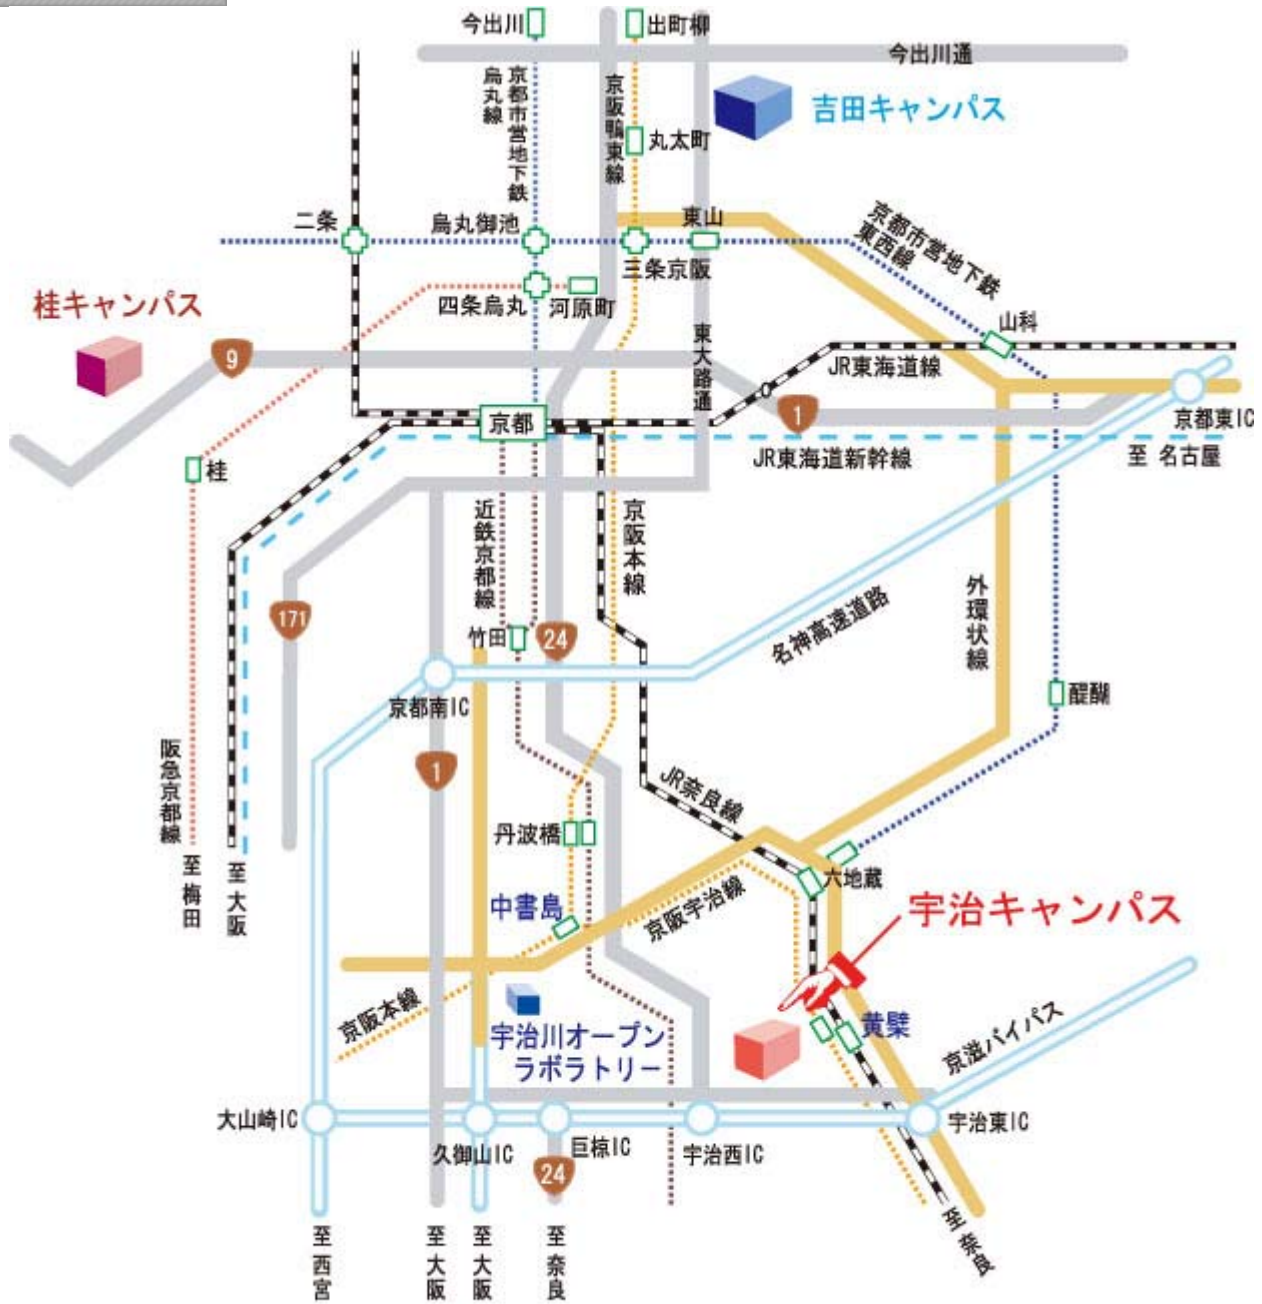 今出川
出町柳
今出川通
京都市営地下鉄
烏丸線
京阪鴨東線
吉田キャンパス
丸太町
二条
烏丸御池
東山
京都市営地下鉄
東西線
三条京阪
桂キャンパス
四条烏丸
河原町
山科
9
東大路通
JR東海道線
1
京都
京都東IC
桂
JR東海道新幹線
至 名古屋
近鉄京都線
京阪本線
外環状線
名神高速道路
171
竹田
24
京都南IC
醍醐
阪急京都線
1
JR奈良線
丹波橋
至 梅田
至 大阪
六地蔵
中書島
京阪宇治線
宇治キャンパス
京阪本線
宇治川オープン
ラボラトリー
黄檗
京滋バイパス
大山崎IC
久御山IC
巨椋IC
宇治西IC
宇治東IC
24
至 西宮
至 大阪
至 大阪
至 奈良
至 奈良